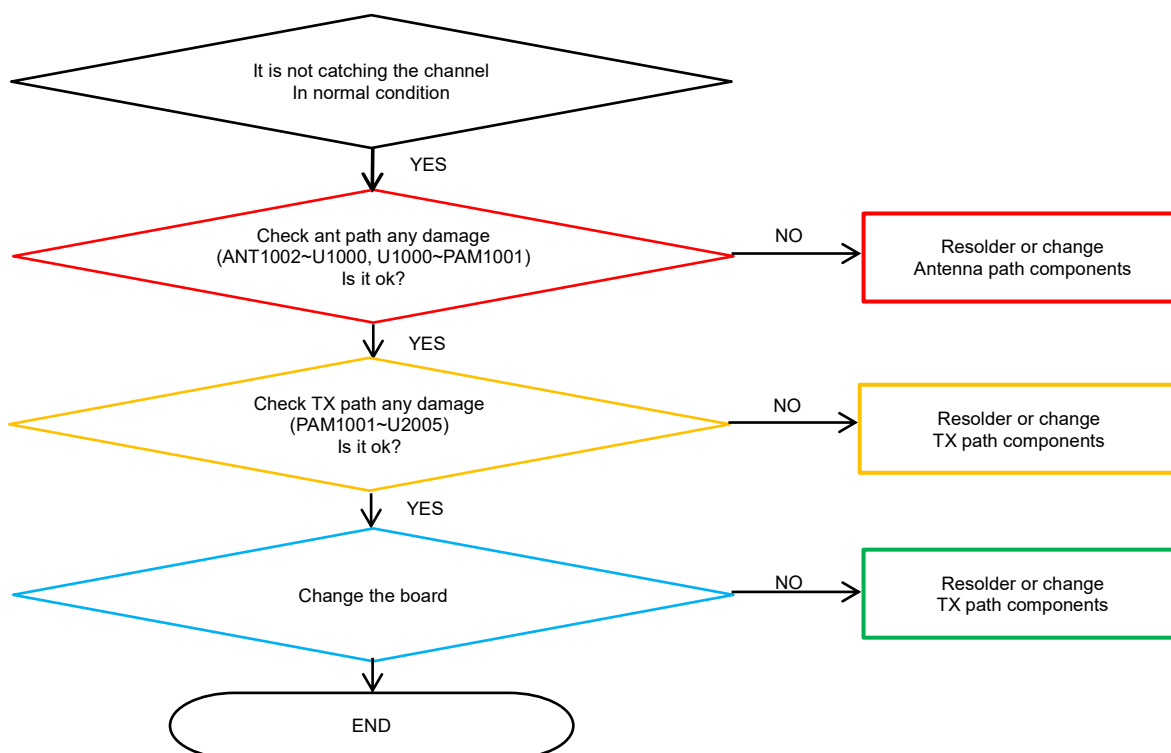 It is not catching the channel
In normal condition
YES
Check ant path any damage
(ANT1002~U1000, U1000~PAM1001)
Is it ok?
NO
Resolder or change
Antenna path components
YES
Check TX path any damage
(PAM1001~U2005)
Is it ok?
NO
Resolder or change
TX path components
YES
Change the board
NO
Resolder or change
TX path components
END